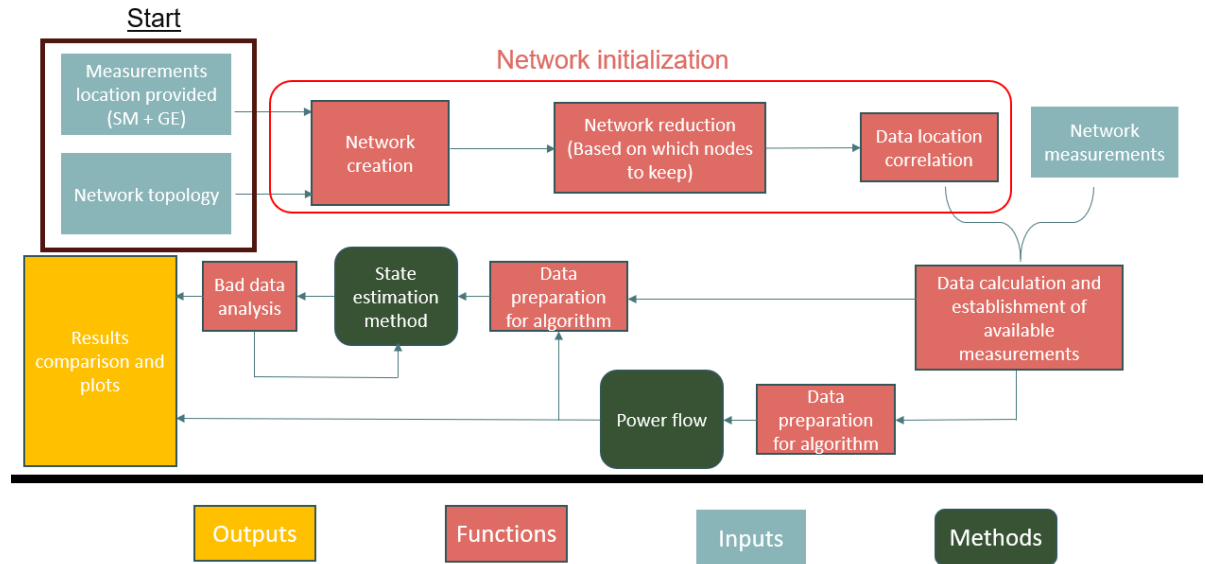 Start
Measurements
location provided
(SM + GE)
Network topology
Network initialization
Network
creation
Network reduction
(Based on which nodes
to keep)
Data location
correlation
Network
measurements
Results
comparison and
plots
Bad data
analysis
State
estimation
method
Data
preparation
for algorithm
Data calculation and
establishment of
available
measurements
Power flow
Data
preparation
for algorithm
Outputs
Functions
Inputs
Methods